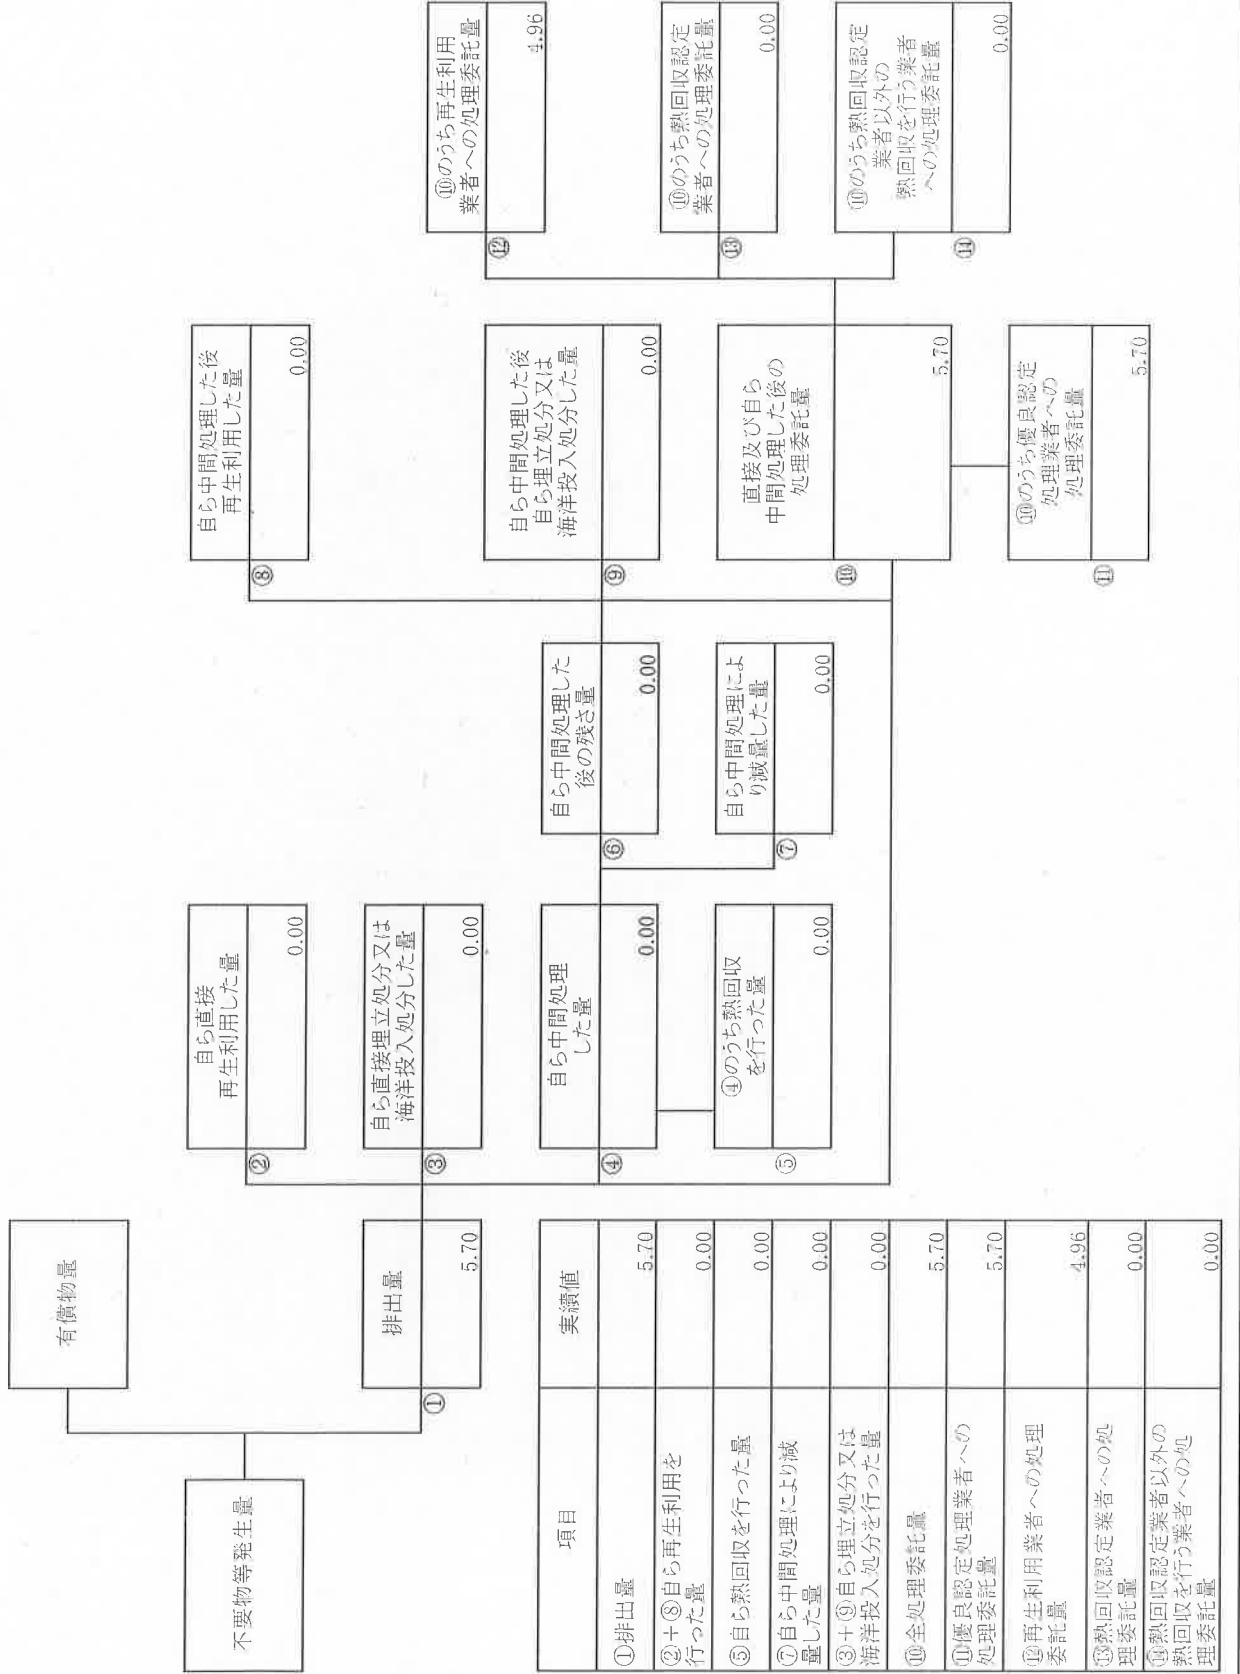 不要物等発生量
有償物量
①
排出量
5.70
②
自ら直接
再生利用した量
0.00
③
自ら直接埋立処分又は
海洋投入処分した量
0.00
④
自ら中間処理
した量
0.00
⑤
④のうち熱回収
を行った量
0.00
⑥
自ら中間処理した
後の残さ量
0.00
⑦
自ら中間処理によ
り減量した量
0.00
⑧
自ら中間処理した後
再生利用した量
0.00
⑨
自ら中間処理した後
自ら埋立処分又は
海洋投入処分した量
0.00
⑩
直接及び自ら
中間処理した後の
処理委託量
5.70
⑪
⑩のうち優良認定
処理業者への
処理委託量
5.70
⑫
⑩のうち再生利用
業者への処理委託量
4.96
⑬
⑩のうち熱回収認定
業者への処理委託量
0.00
⑭
⑩のうち熱回収認定
業者以外の
熱回収を行う業者
への処理委託量
0.00
項目
実績値
①排出量
5.70
②+⑧自ら再生利用を
行った量
0.00
⑤自ら熱回収を行った量
0.00
⑦自ら中間処理により減
量した量
0.00
③+⑨自ら埋立処分又は
海洋投入処分を行った量
0.00
⑩全処理委託量
5.70
⑪優良認定処理業者への
処理委託量
5.70
⑫再生利用業者への処理
委託量
4.96
⑬熱回収認定業者への処
理委託量
0.00
⑭熱回収認定業者以外の
熱回収を行う業者への処
理委託量
0.00